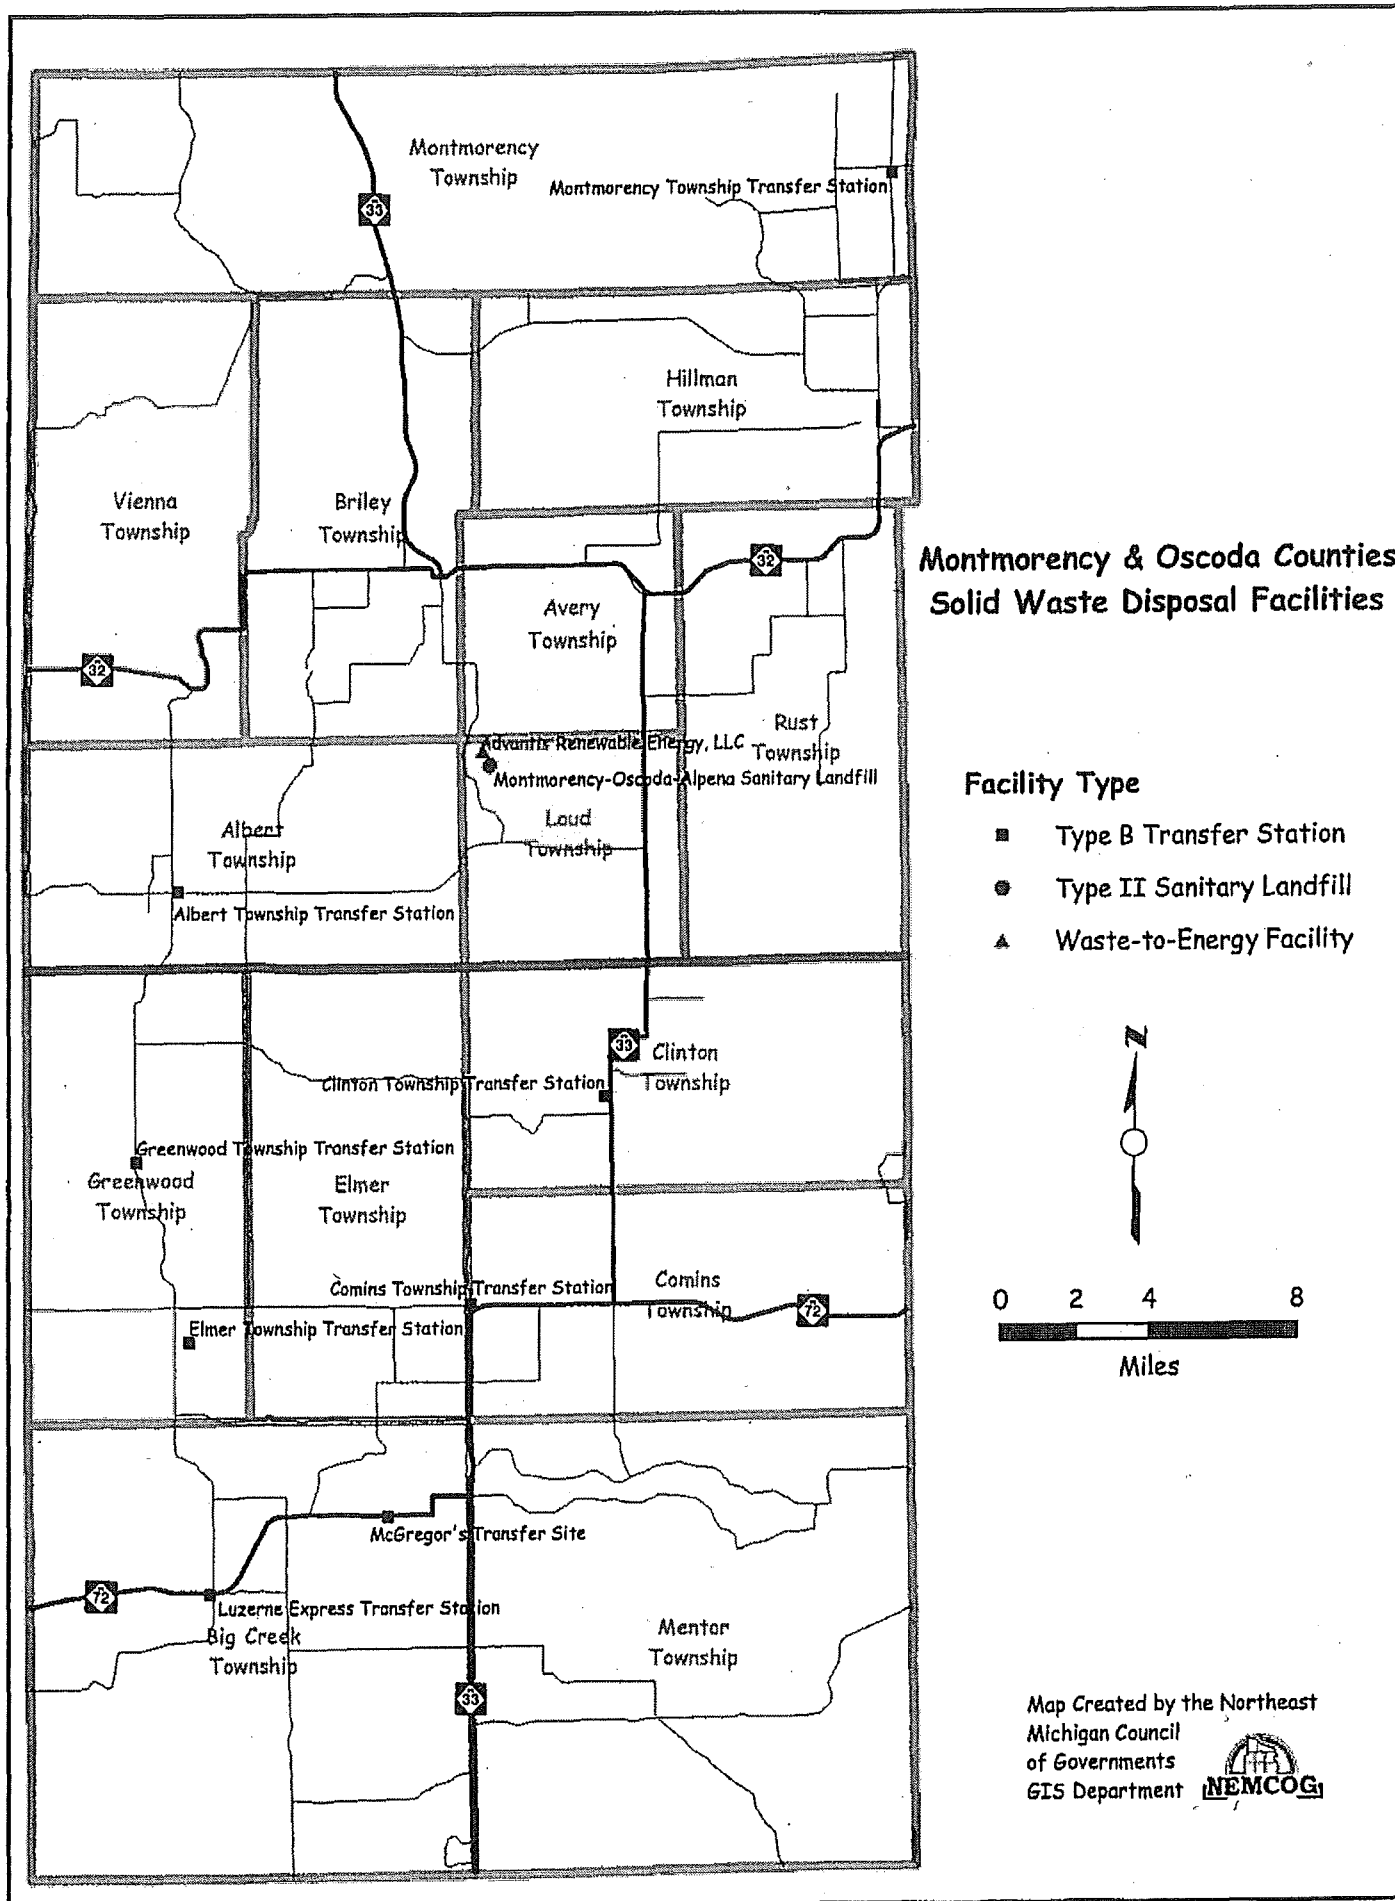 Montmorency
Township
Montmorency Township Transfer Station
33
Hillman
Township
Vienna
Township
Briley
Township
32
Montmorency & Oscoda Counties
Solid Waste Disposal Facilities
Avery
Township
32
Rust
Township
Advantis Renewable Energy, LLC
Montmorency-Oscoda-Alpena Sanitary Landfill
Facility Type
Loud
Township
Albert
Township
Type B Transfer Station
Type II Sanitary Landfill
Albert Township Transfer Station
Waste-to-Energy Facility
N
33
Clinton
Township
Clinton Township Transfer Station
Greenwood Township Transfer Station
Greenwood
Township
Elmer
Township
Comins Township Transfer Station
Comins
Township
72
0 2 4 8
Miles
Elmer Township Transfer Station
McGregor's Transfer Site
72
Luzerne Express Transfer Station
Big Creek
Township
Mentor
Township
33
Map Created by the Northeast
Michigan Council
of Governments
GIS Department
NEMCOG